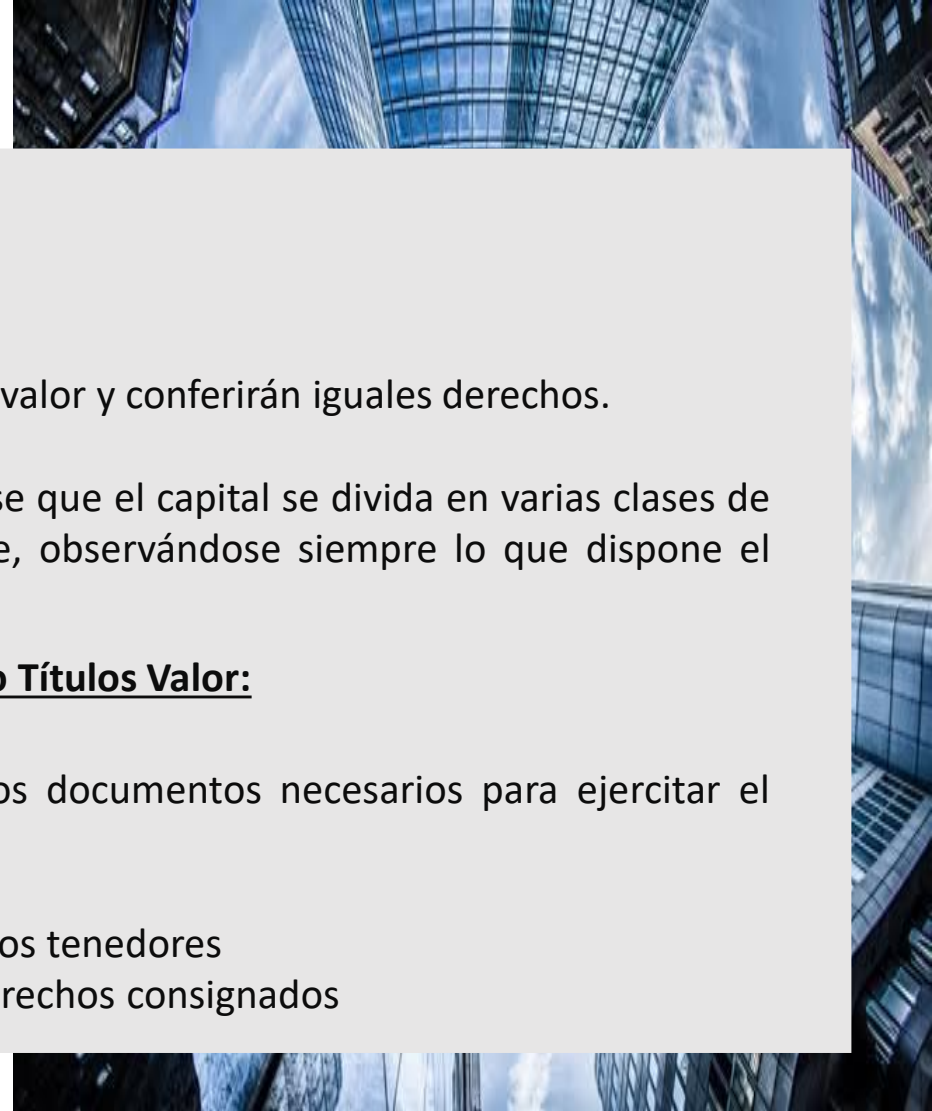 valor y conferirán iguales derechos.
se que el capital se divida en varias clases de
e, observándose siempre lo que dispone el
o Títulos Valor:
os documentos necesarios para ejercitar el
os tenedores
rechos consignados